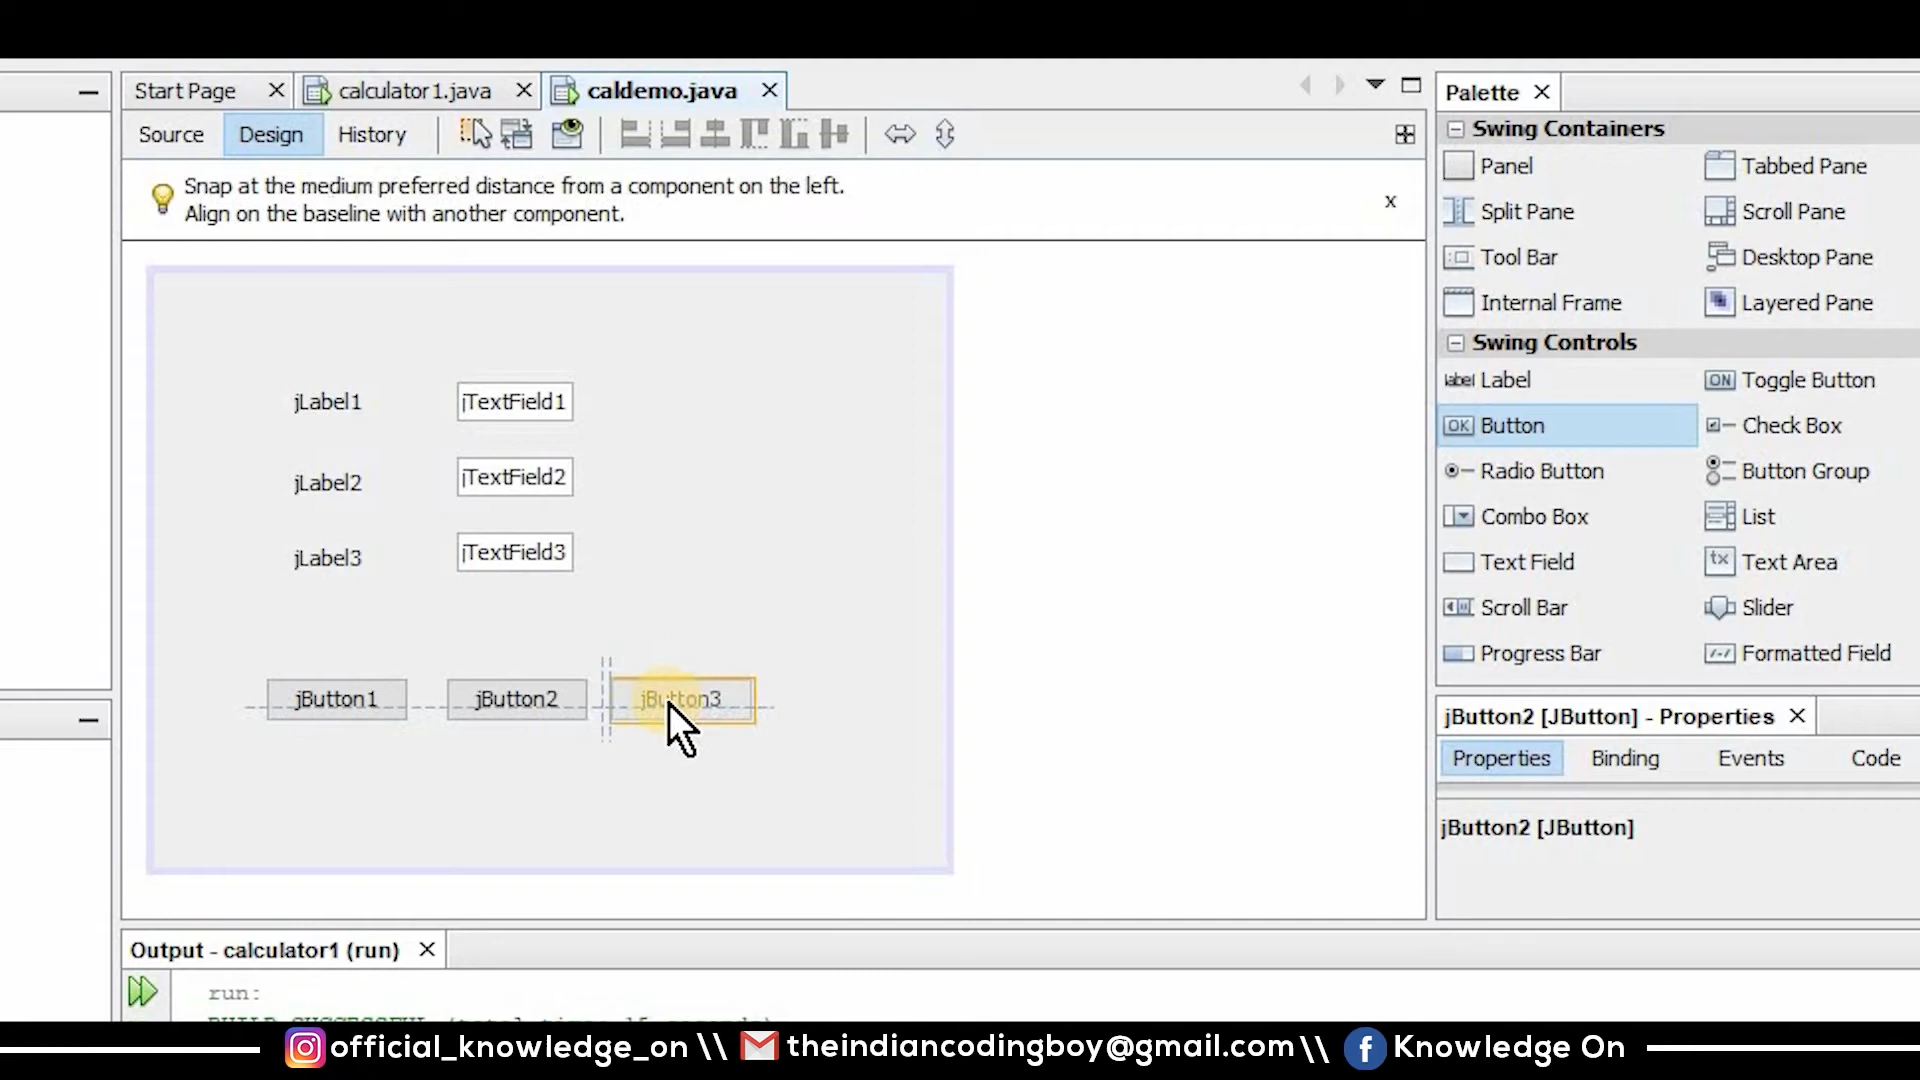 Start Page
calculator1.java
caldemo.java
Source
Design
History
Snap at the medium preferred distance from a component on the left.
Align on the baseline with another component.
x
jLabel1
jTextField1
jLabel2
jTextField2
jLabel3
jTextField3
jButton1
jButton2
jButton3
Palette
Swing Containers
Panel
Tabbed Pane
Split Pane
Scroll Pane
Tool Bar
Desktop Pane
Internal Frame
Layered Pane
Swing Controls
label Label
ON Toggle Button
OK Button
Check Box
Radio Button
Button Group
Combo Box
List
Text Field
tx Text Area
Scroll Bar
Slider
Progress Bar
Formatted Field
jButton2 [JButton] - Properties
Properties
Binding
Events
Code
jButton2 [JButton]
Output - calculator1 (run)
run:
official_knowledge_on \\ theindiancodingboy@gmail.com \\ Knowledge On